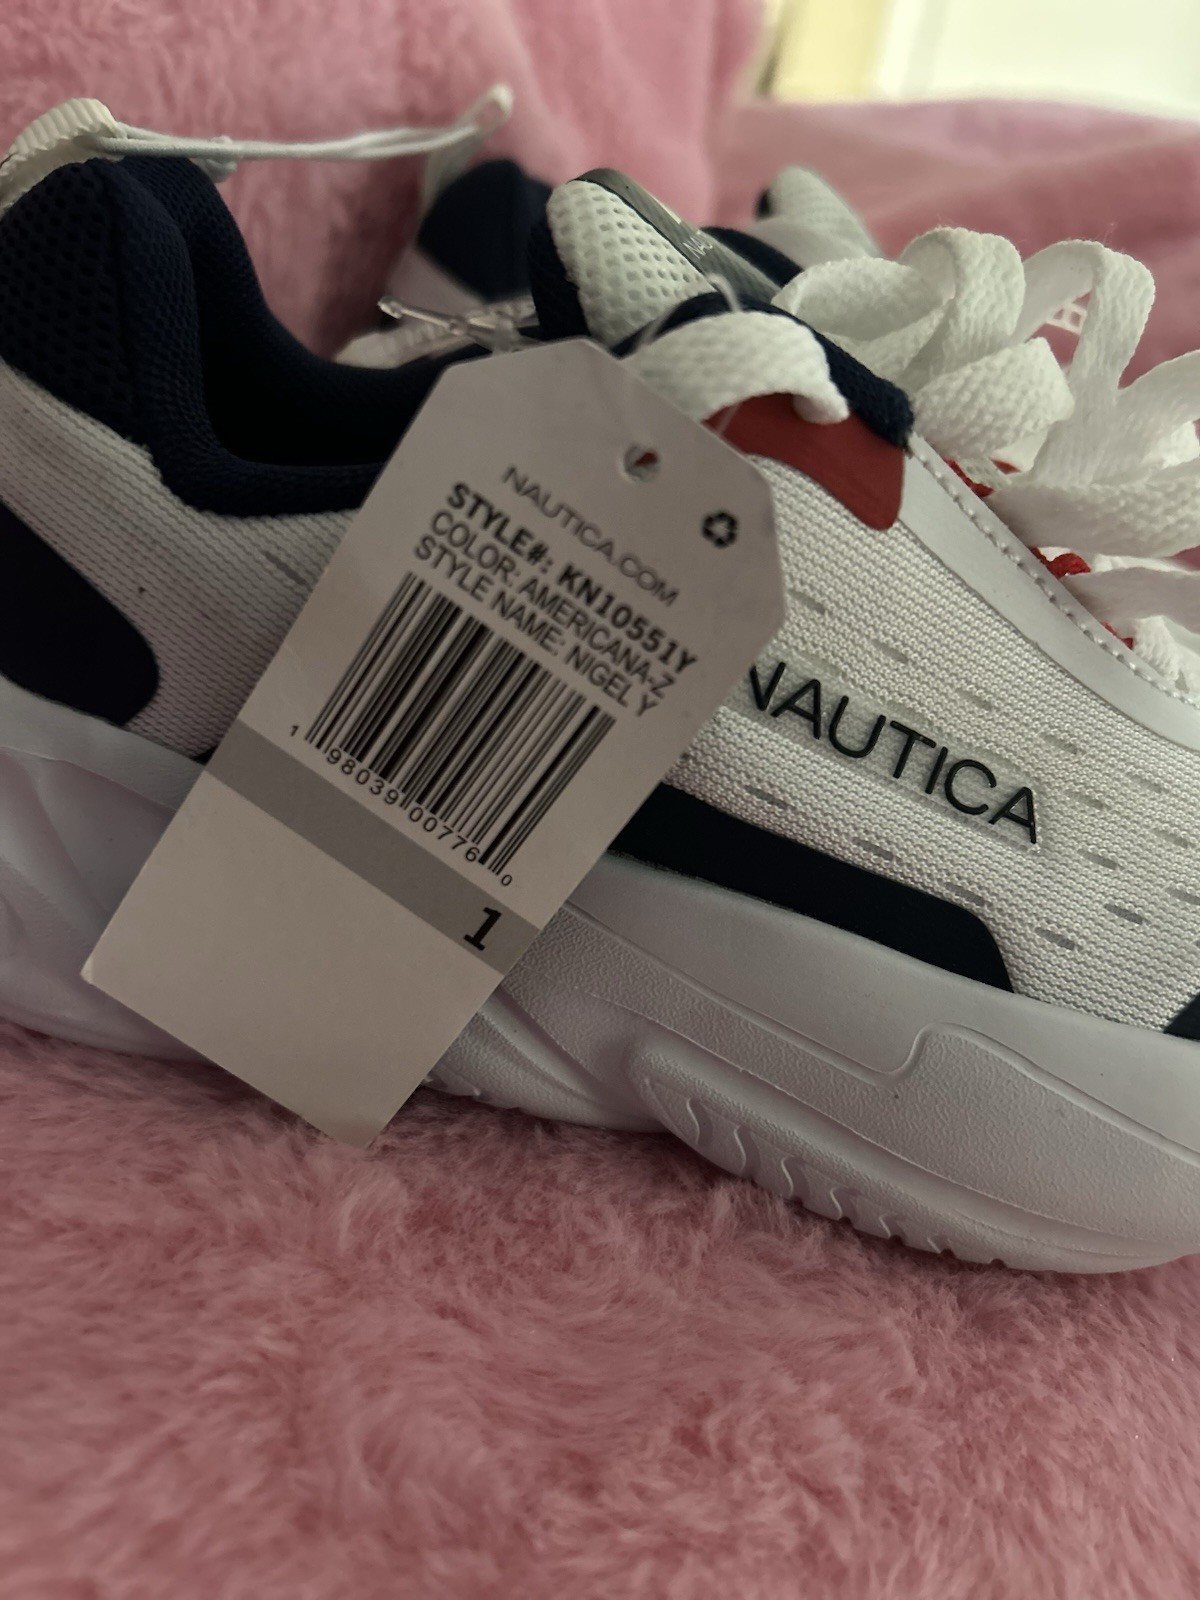 NAUTICA.COM
STYLE#: KN10551Y
COLOR: AMERICANA-Z
STYLE NAME: NIGEL Y
1 98039 00776 0
1
NAUTICA